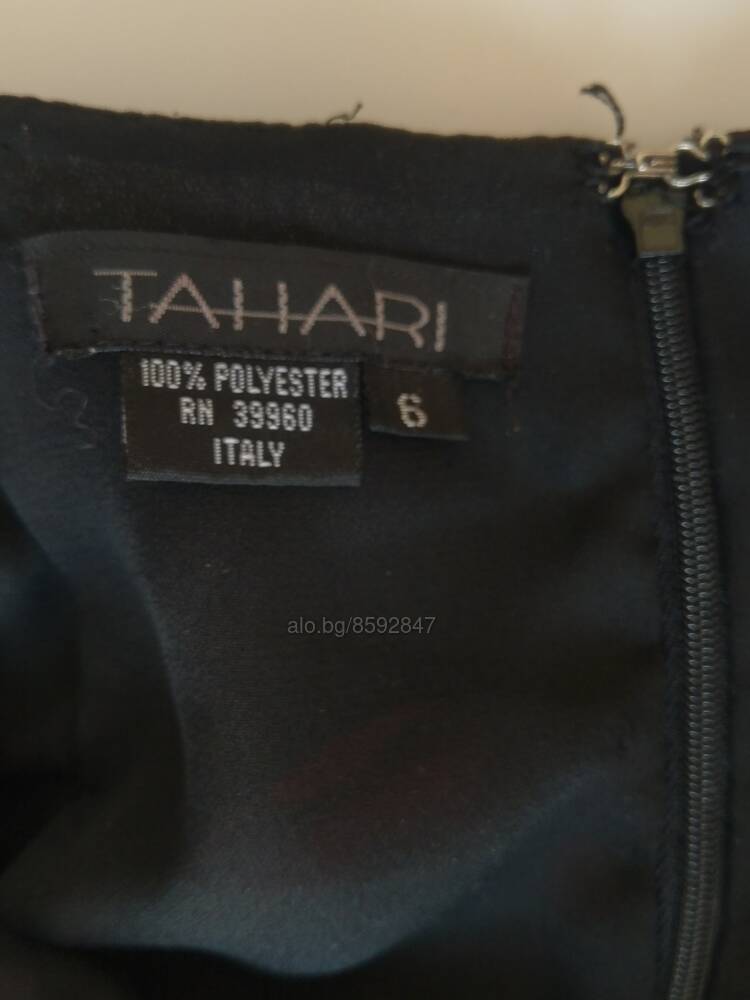 TAHARI
100% POLYESTER
RN 39960
ITALY
6
alo.bg/8592847